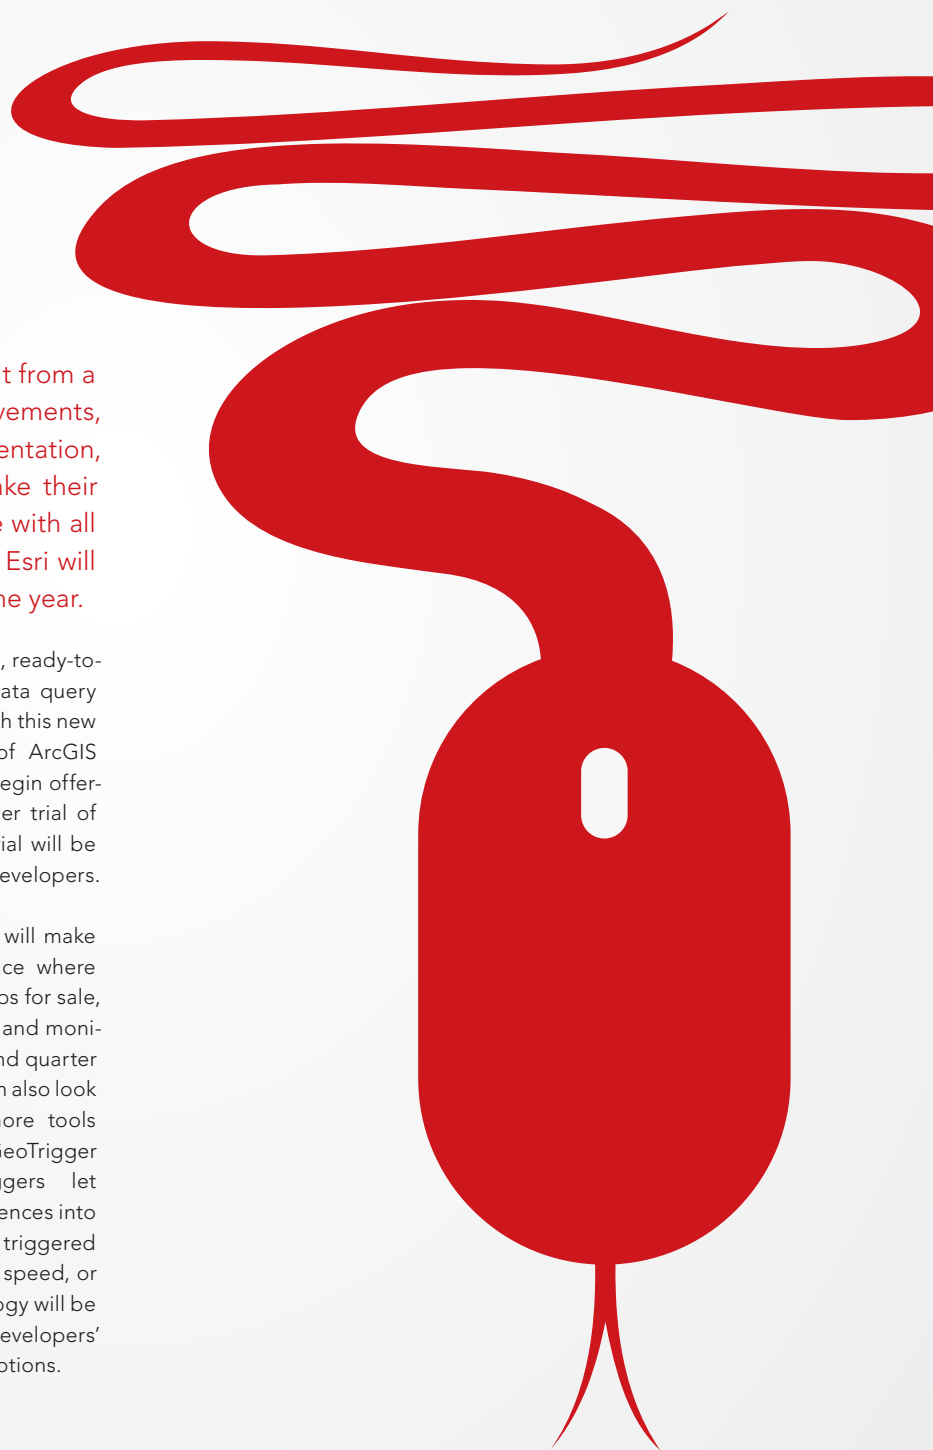 t from a
vements,
entation,
ake their
e with all
Esri will
he year.
, ready-to-
ata query
h this new
of ArcGIS
egin offer-
er trial of
ial will be
evelopers.
will make
ce where
ps for sale,
and moni-
nd quarter
n also look
ore tools
GeoTrigger
ggers let
ences into
triggered
speed, or
ogy will be
evelopers’
ptions.